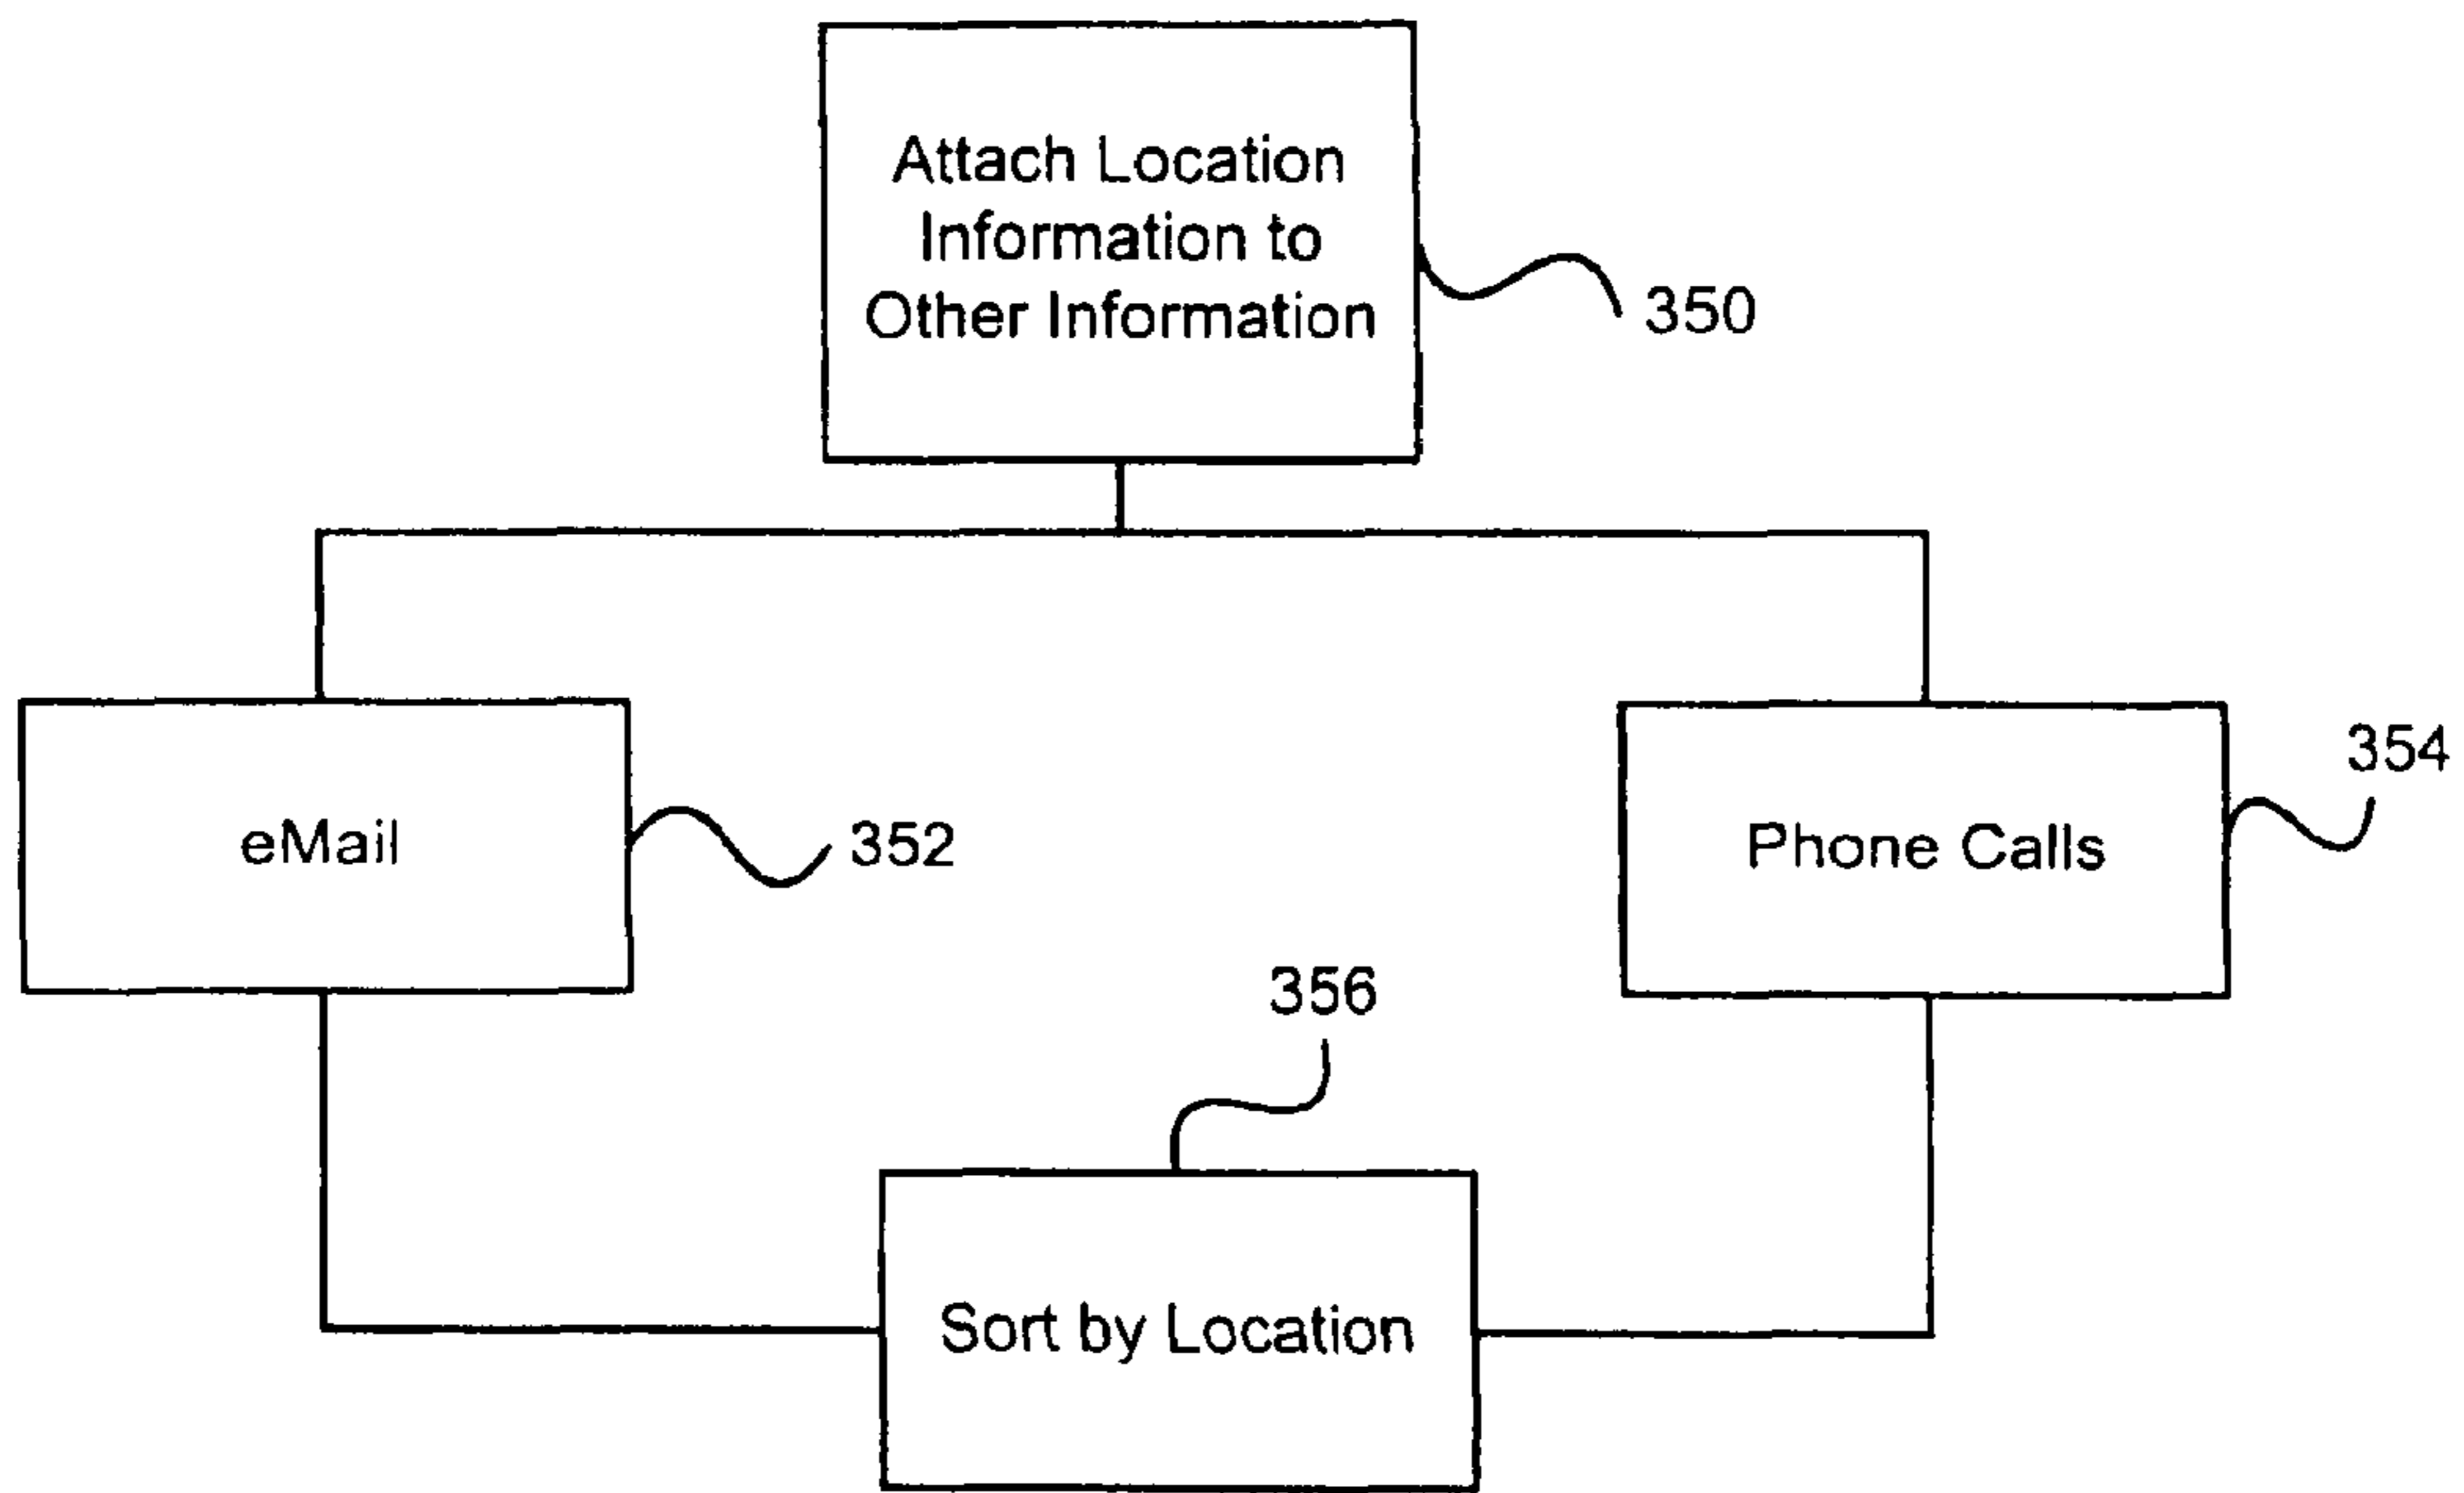 Attach Location
Information to
Other Information
350
eMail
352
Phone Calls
354
356
Sort by Location